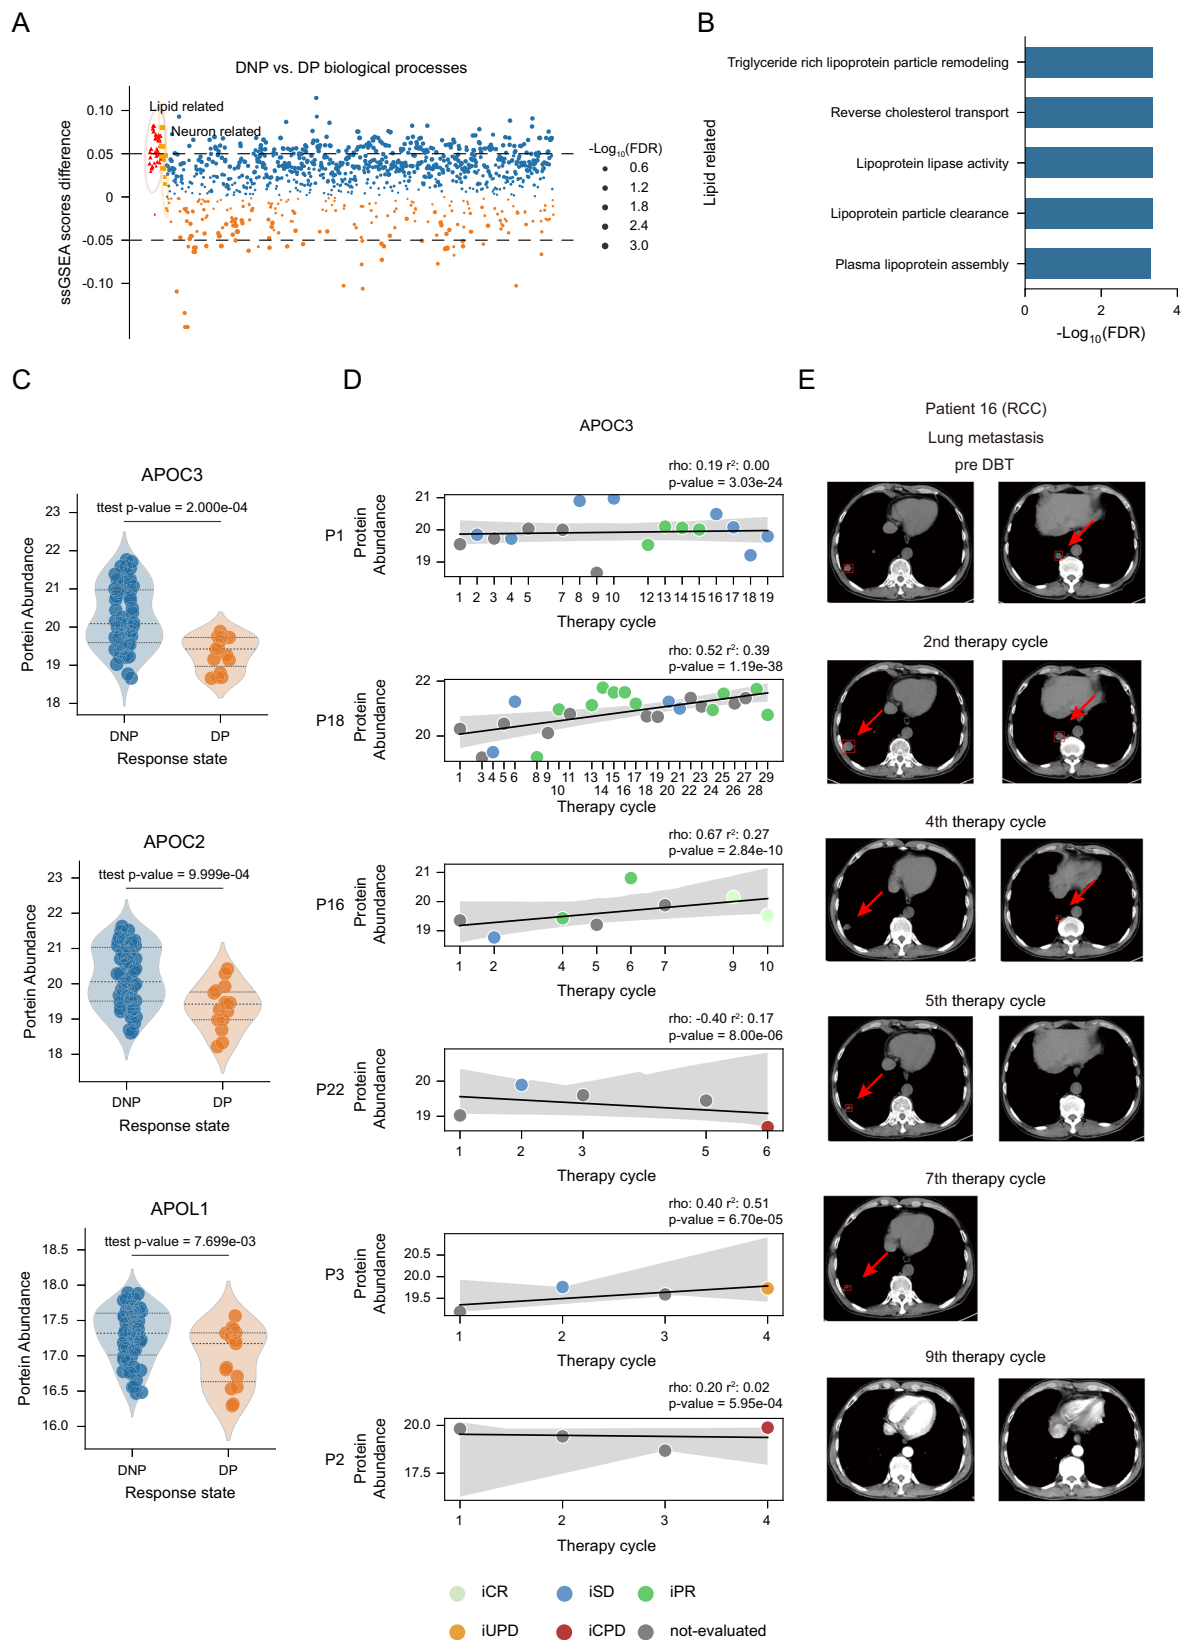 A
DNP vs. DP biological processes
ssGSEA scores difference
0.10
0.05
0
-0.05
-0.10
Lipid related
Neuron related
-Log10(FDR)
0.6
1.2
1.8
2.4
3.0
B
Lipid related
Triglyceride rich lipoprotein particle remodeling
Reverse cholesterol transport
Lipoprotein lipase activity
Lipoprotein particle clearance
Plasma lipoprotein assembly
0 2 4
-Log10(FDR)
C
APOC3
ttest p-value = 2.000e-04
Portein Abundance
23
22
21
20
19
18
DNP DP
Response state
APOC2
ttest p-value = 9.999e-04
Portein Abundance
23
22
21
20
19
18
DNP DP
Response state
APOL1
ttest p-value = 7.699e-03
Portein Abundance
18.5
18.0
17.5
17.0
16.5
16.0
DNP DP
Response state
D
APOC3
rho: 0.19 r²: 0.00
p-value = 3.03e-24
P1
Protein
Abundance
21
20
19
1 2 3 4 5 7 8 9 10 12 13 14 15 16 17 18 19
Therapy cycle
rho: 0.52 r²: 0.39
p-value = 1.19e-38
P18
Protein
Abundance
22
20
1 3 4 5 6 8 9 11 13 15 17 18 19 21 23 25 27 29
10 14 16 20 22 24 26 28
Therapy cycle
rho: 0.67 r²: 0.27
p-value = 2.84e-10
P16
Protein
Abundance
21
20
19
1 2 4 5 6 7 9 10
Therapy cycle
rho: -0.40 r²: 0.17
p-value = 8.00e-06
P22
Protein
Abundance
20
19
1 2 3 5 6
Therapy cycle
rho: 0.40 r²: 0.51
p-value = 6.70e-05
P3
Protein
Abundance
20.5
20.0
19.5
1 2 3 4
Therapy cycle
rho: 0.20 r²: 0.02
p-value = 5.95e-04
P2
Protein
Abundance
20.0
17.5
1 2 3 4
Therapy cycle
iCR iSD iPR
iUPD iCPD not-evaluated
E
Patient 16 (RCC)
Lung metastasis
pre DBT
2nd therapy cycle
4th therapy cycle
5th therapy cycle
7th therapy cycle
9th therapy cycle